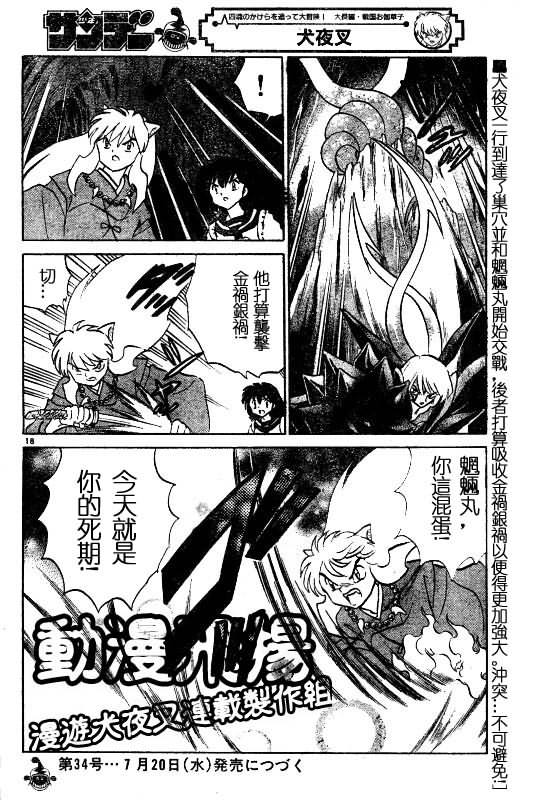 サンデー
四魂のかけらを追って大冒険! 大長編・戦国お伽草子
犬夜叉
■犬夜叉一行到達了巢穴並和魍魎丸開始交戰,後者打算吸收金禍銀禍以便得更加強大。沖突…不可避免!!
!
他打算襲擊
金禍銀禍!
切…
18
魍魎丸,
你這混蛋!
今天就是
你的死期!
動漫飛揚
漫遊犬夜叉連載製作組
第34号…7月20日(水)発売につづく